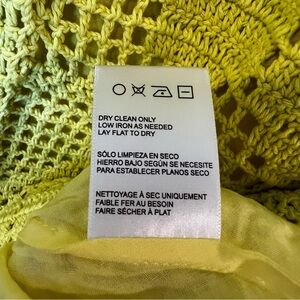 DRY CLEAN ONLY
LOW IRON AS NEEDED
LAY FLAT TO DRY
SÓLO LIMPIEZA EN SECO
HIERRO BAJO SEGÚN SE NECESITE
PARA ESTABLECER PLANOS SECO
NETTOYAGE À SEC UNIQUEMENT
FAIBLE FER AU BESOIN
FAIRE SÉCHER À PLAT